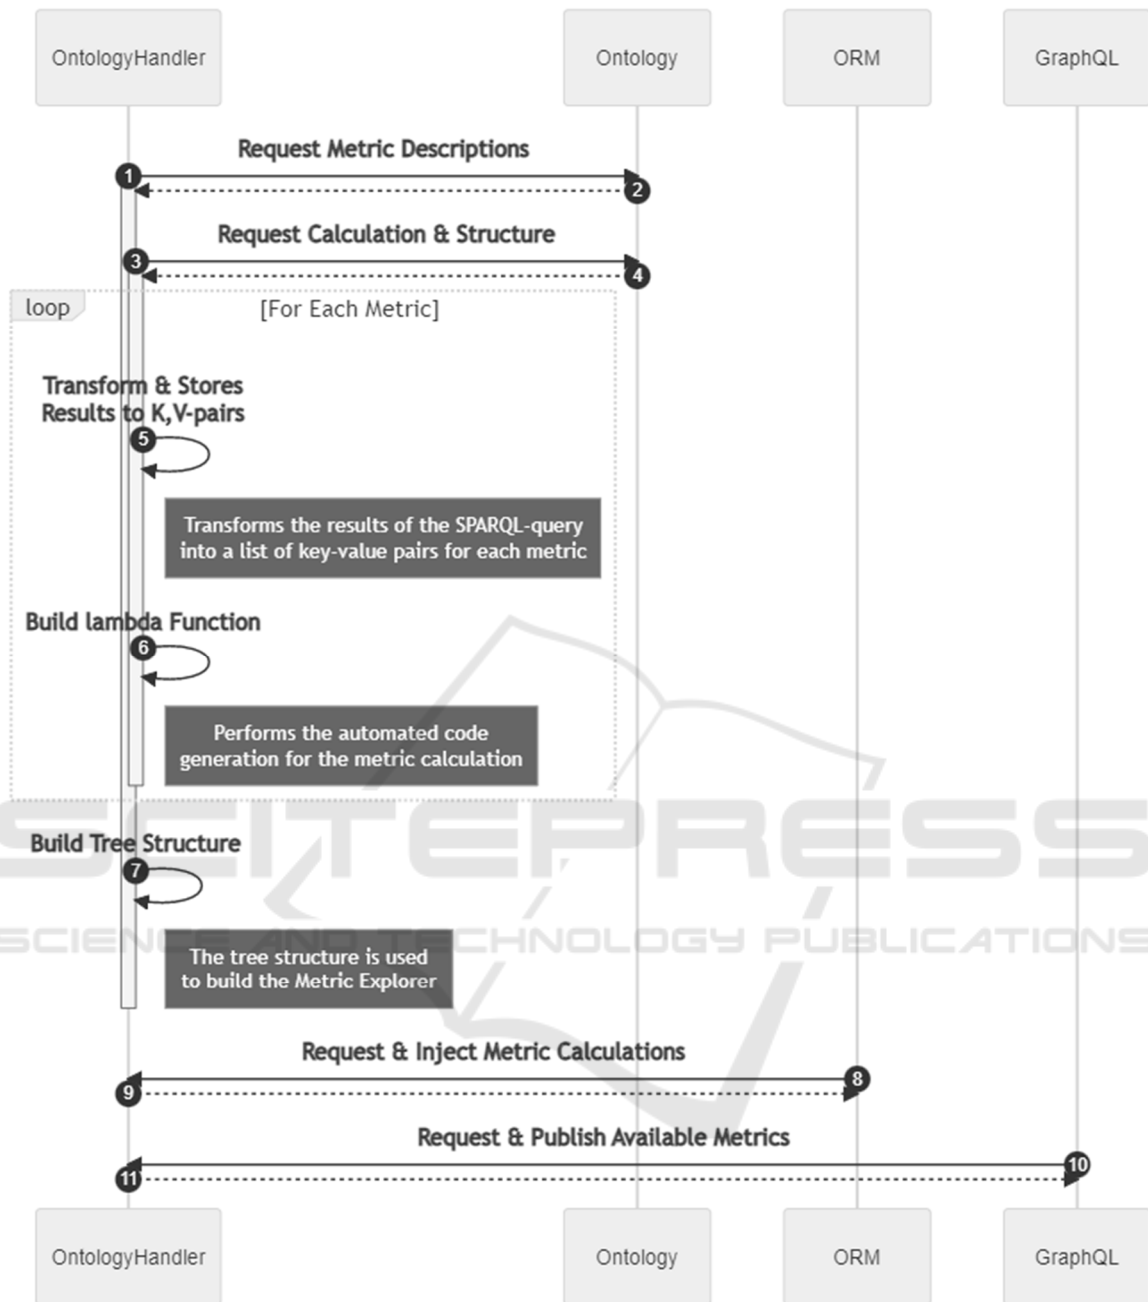 OntologyHandler
Ontology
ORM
GraphQL
Request Metric Descriptions
1
2
Request Calculation & Structure
3
4
loop
[For Each Metric]
Transform & Stores
Results to K,V-pairs
5
Transforms the results of the SPARQL-query
into a list of key-value pairs for each metric
Build lambda Function
6
Performs the automated code
generation for the metric calculation
SCITEPRESS
Build Tree Structure
7
SCIENCE AND TECHNOLOGY PUBLICATIONS
The tree structure is used
to build the Metric Explorer
Request & Inject Metric Calculations
8
9
Request & Publish Available Metrics
10
11
OntologyHandler
Ontology
ORM
GraphQL